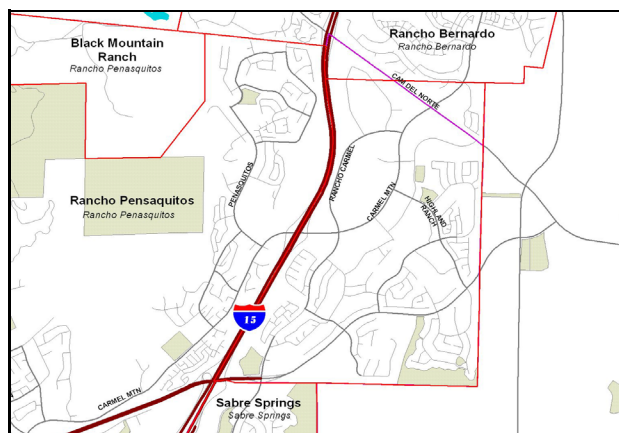 Black Mountain
Ranch
Rancho Penasquitos
Rancho Bernardo
Rancho Bernardo
CAM DEL NORTE
PENASQUITOS
RANCHO CARMEL
CARMEL MTN
HIGHLAND
RANCH
Rancho Pensaquitos
Rancho Penasquitos
15
CARMEL MTN
Sabre Springs
Sabre Springs